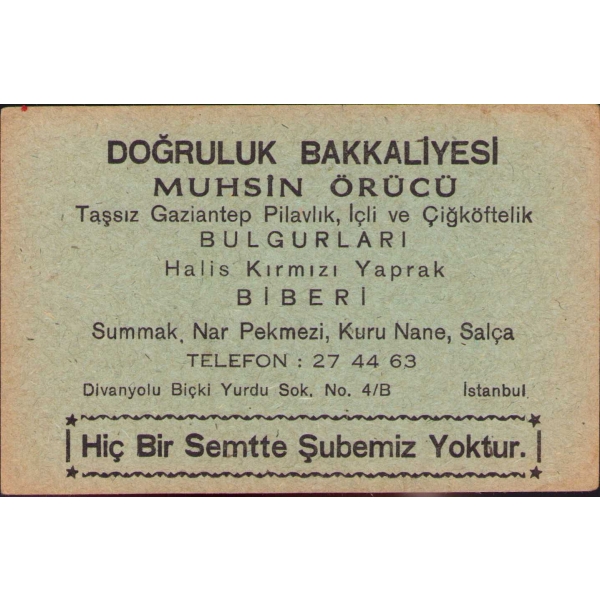 DOĞRULUK BAKKALİYESİ
MUHSİN ÖRÜCÜ
Taşsız Gaziantep Pilavlık, İçli ve Çiğköftelik
BULGURLARI
Halis Kırmızı Yaprak
BİBERİ
Summak, Nar Pekmezi, Kuru Nane, Salça
TELEFON : 27 44 63
Divanyolu Biçki Yurdu Sok. No. 4/B İstanbul
Hiç Bir Semtte Şubemiz Yoktur.